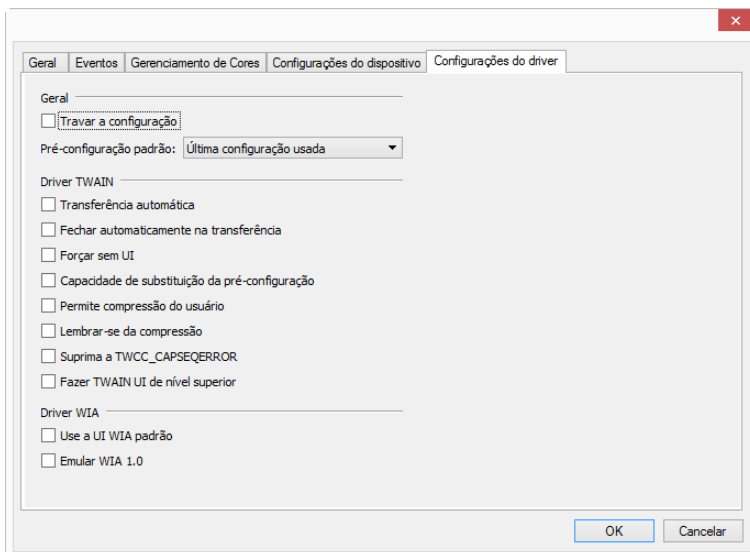 Geral Eventos Gerenciamento de Cores Configurações do dispositivo Configurações do driver
Geral
Travar a configuração
Pré-configuração padrão: Última configuração usada
Driver TWAIN
Transferência automática
Fechar automaticamente na transferência
Forçar sem UI
Capacidade de substituição da pré-configuração
Permite compressão do usuário
Lembrar-se da compressão
Suprima a TWCC_CAPSEQERROR
Fazer TWAIN UI de nível superior
Driver WIA
Use a UI WIA padrão
Emular WIA 1.0
OK Cancelar